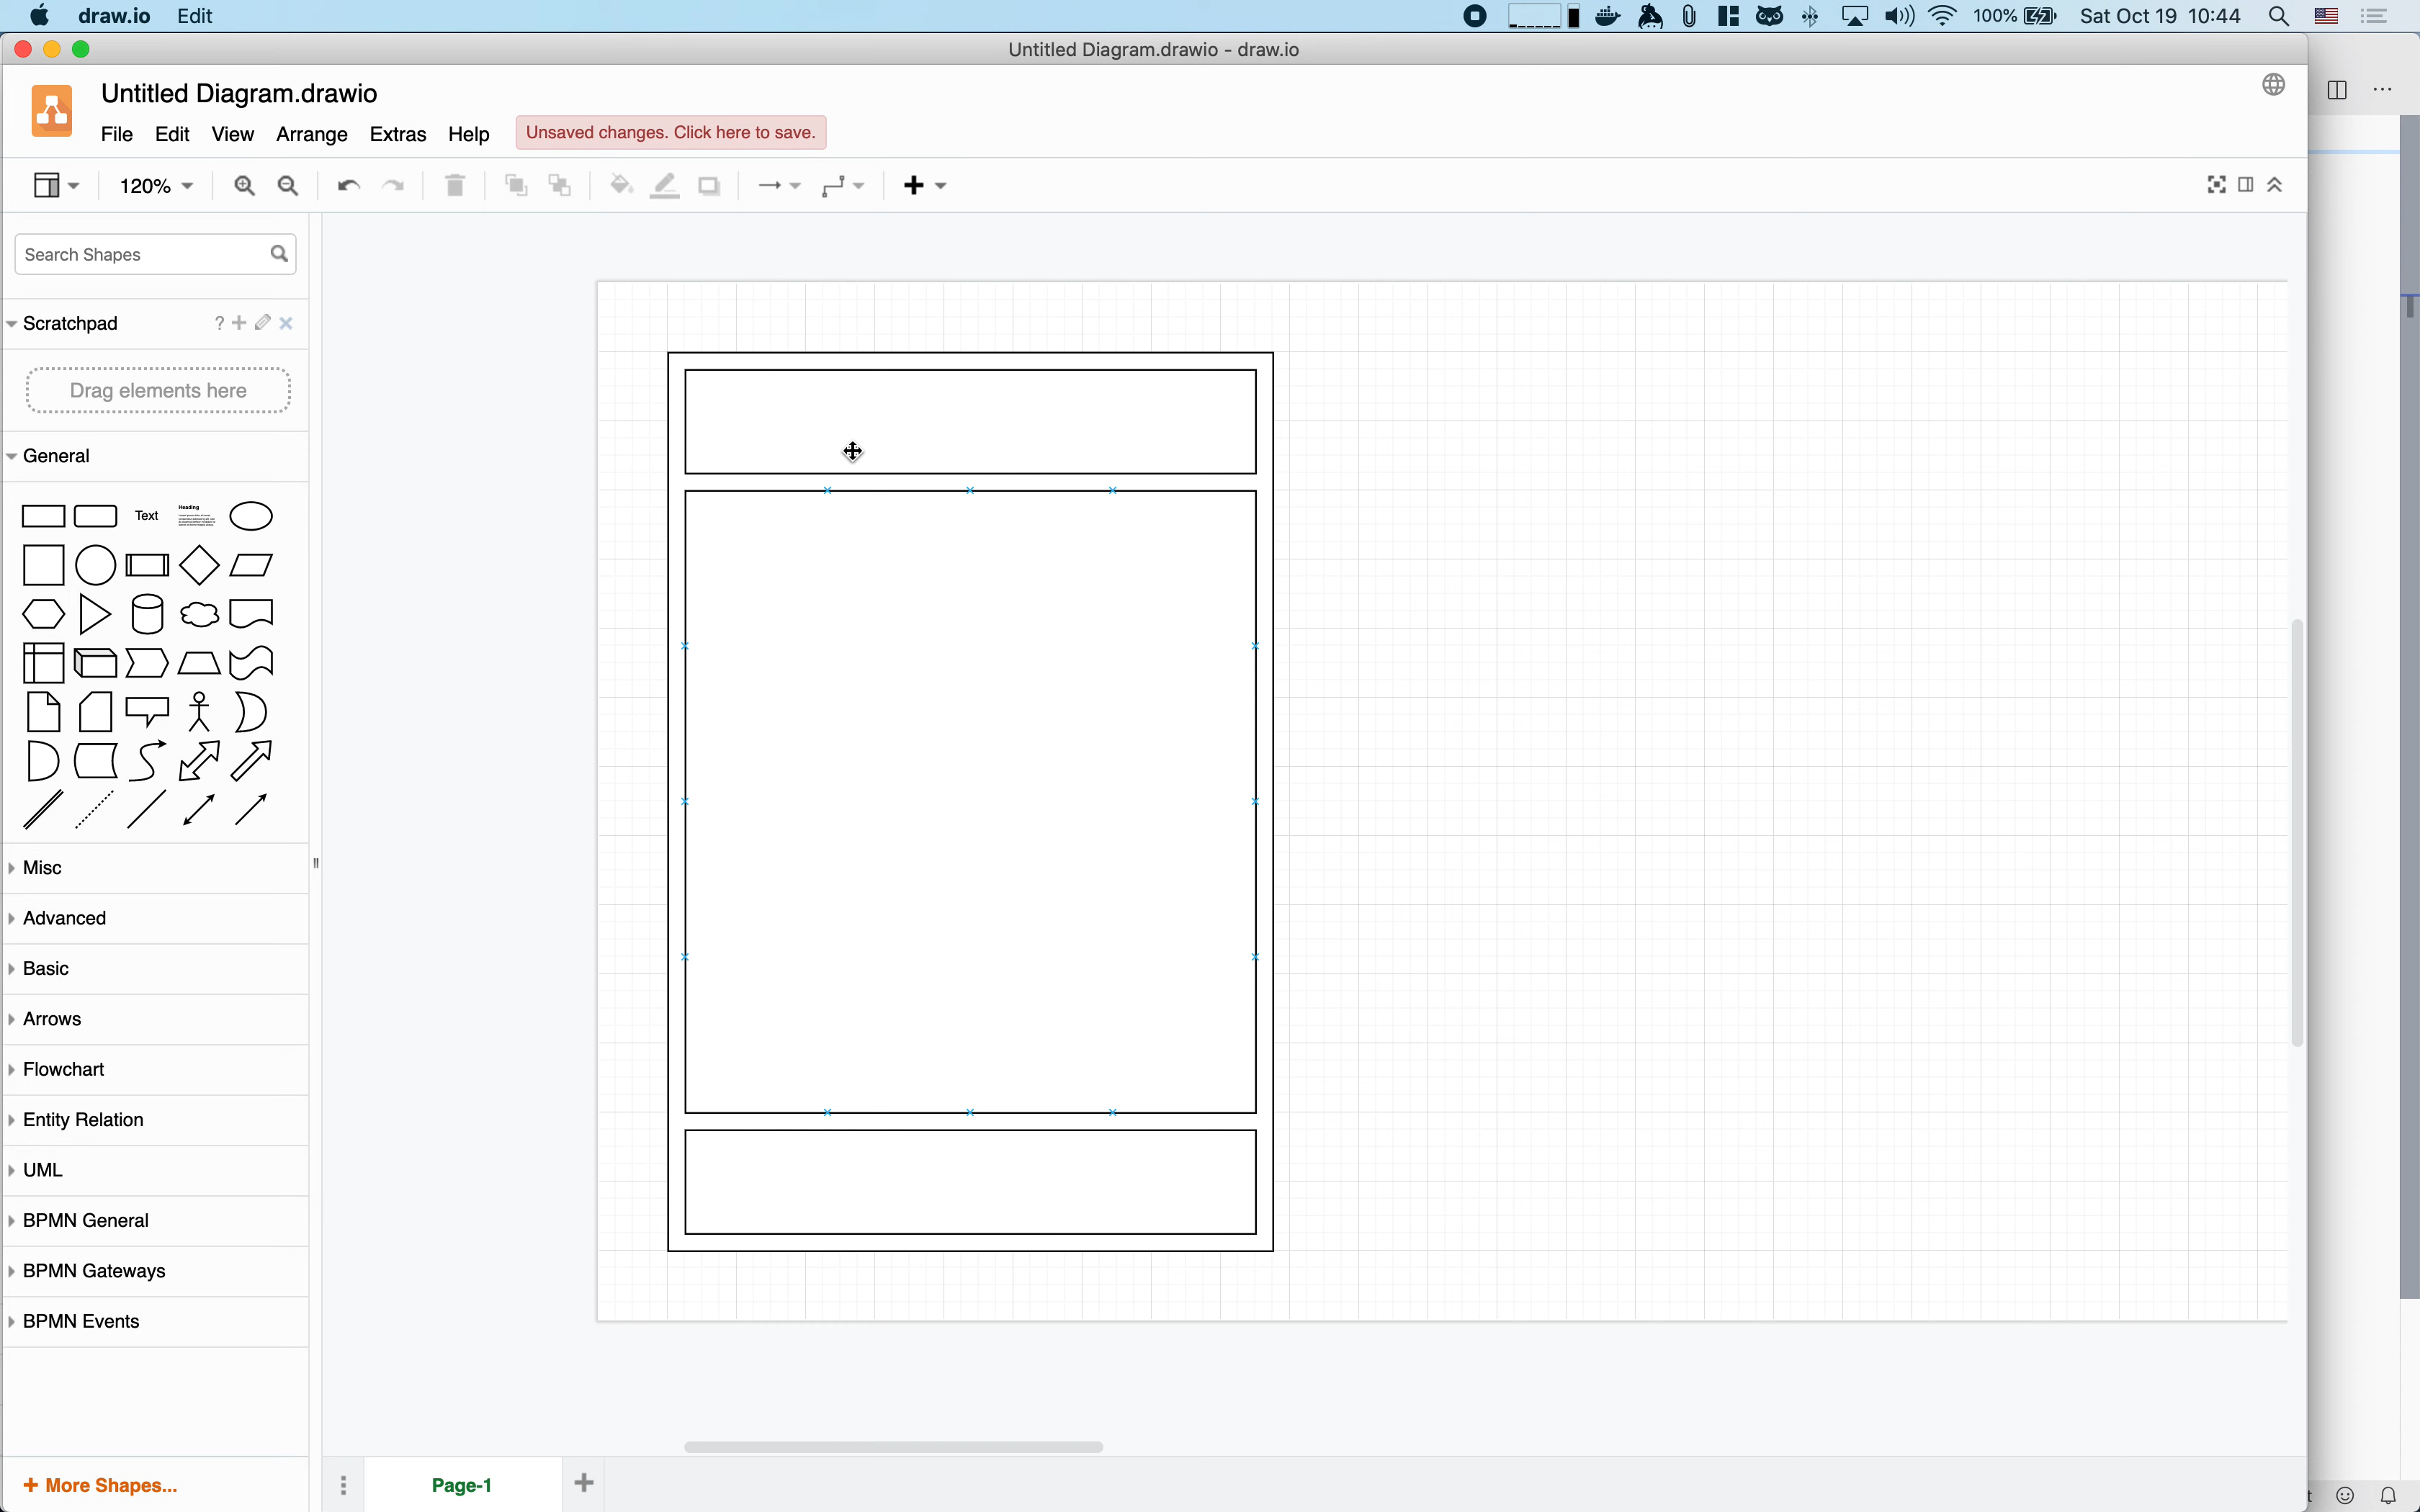 draw.io Edit 100% Sat Oct 19 10:44
Untitled Diagram.drawio - draw.io
Untitled Diagram.drawio
File Edit View Arrange Extras Help Unsaved changes. Click here to save.
120%
Search Shapes
Scratchpad ?
Drag elements here
General
Text Heading
Misc
Advanced
Basic
Arrows
Flowchart
Entity Relation
UML
BPMN General
BPMN Gateways
BPMN Events
+ More Shapes... Page-1